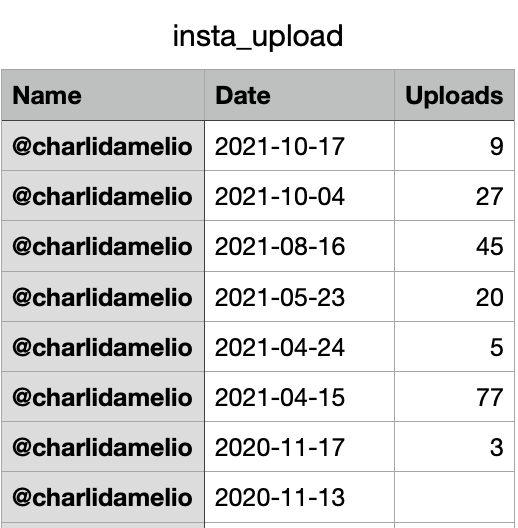 insta_upload
Name Date Uploads
@charlidamelio 2021-10-17 9
@charlidamelio 2021-10-04 27
@charlidamelio 2021-08-16 45
@charlidamelio 2021-05-23 20
@charlidamelio 2021-04-24 5
@charlidamelio 2021-04-15 77
@charlidamelio 2020-11-17 3
@charlidamelio 2020-11-13